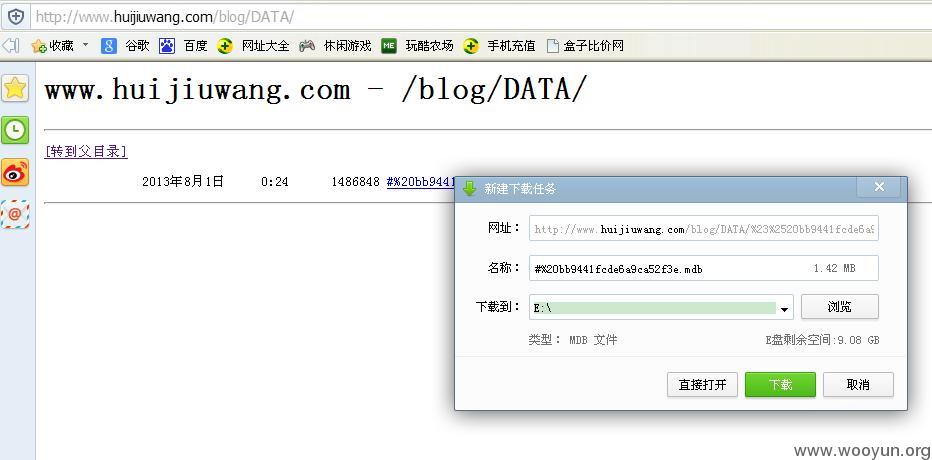 http://www.huijiuwang.com/blog/DATA/
收藏 谷歌 百度 网址大全 休闲游戏 ME 玩酷农场 手机充值 盒子比价网
www.huijiuwang.com - /blog/DATA/
[转到父目录]
2013年8月1日 0:24 1486848 #%20bb9441
新建下载任务
网址： http://www.huijiuwang.com/blog/DATA/%23%2520bb9441fcde6a9
名称： #%20bb9441fcde6a9ca52f3e.mdb 1.42 MB
下载到： E:\ 浏览
类型： MDB 文件 E盘剩余空间:9.08 GB
直接打开 下载 取消
www.wooyun.org